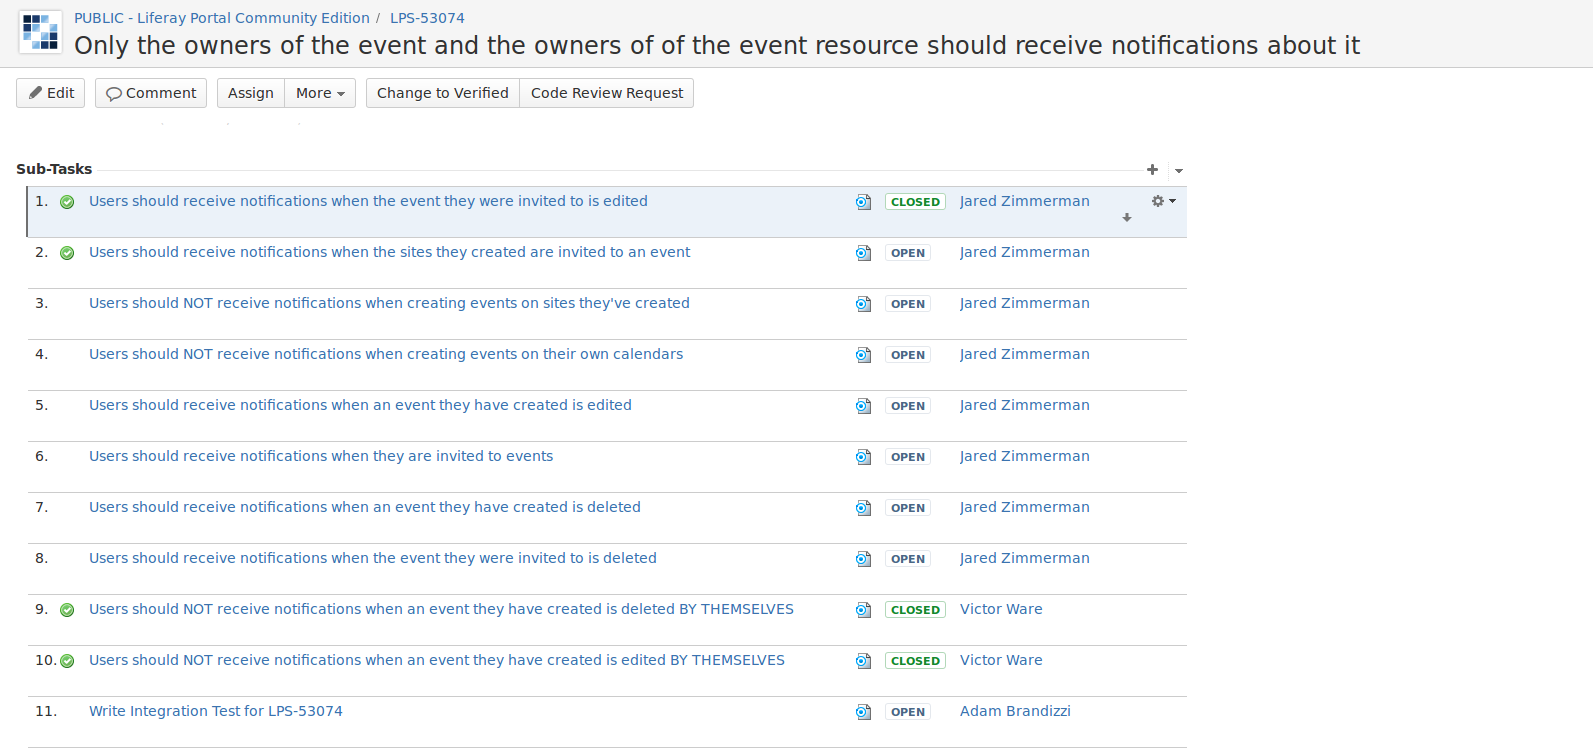 PUBLIC - Liferay Portal Community Edition / LPS-53074
Only the owners of the event and the owners of of the event resource should receive notifications about it
Edit Comment Assign More Change to Verified Code Review Request
Sub-Tasks
1. Users should receive notifications when the event they were invited to is edited CLOSED Jared Zimmerman
2. Users should receive notifications when the sites they created are invited to an event OPEN Jared Zimmerman
3. Users should NOT receive notifications when creating events on sites they've created OPEN Jared Zimmerman
4. Users should NOT receive notifications when creating events on their own calendars OPEN Jared Zimmerman
5. Users should receive notifications when an event they have created is edited OPEN Jared Zimmerman
6. Users should receive notifications when they are invited to events OPEN Jared Zimmerman
7. Users should receive notifications when an event they have created is deleted OPEN Jared Zimmerman
8. Users should receive notifications when the event they were invited to is deleted OPEN Jared Zimmerman
9. Users should NOT receive notifications when an event they have created is deleted BY THEMSELVES CLOSED Victor Ware
10. Users should NOT receive notifications when an event they have created is edited BY THEMSELVES CLOSED Victor Ware
11. Write Integration Test for LPS-53074 OPEN Adam Brandizzi